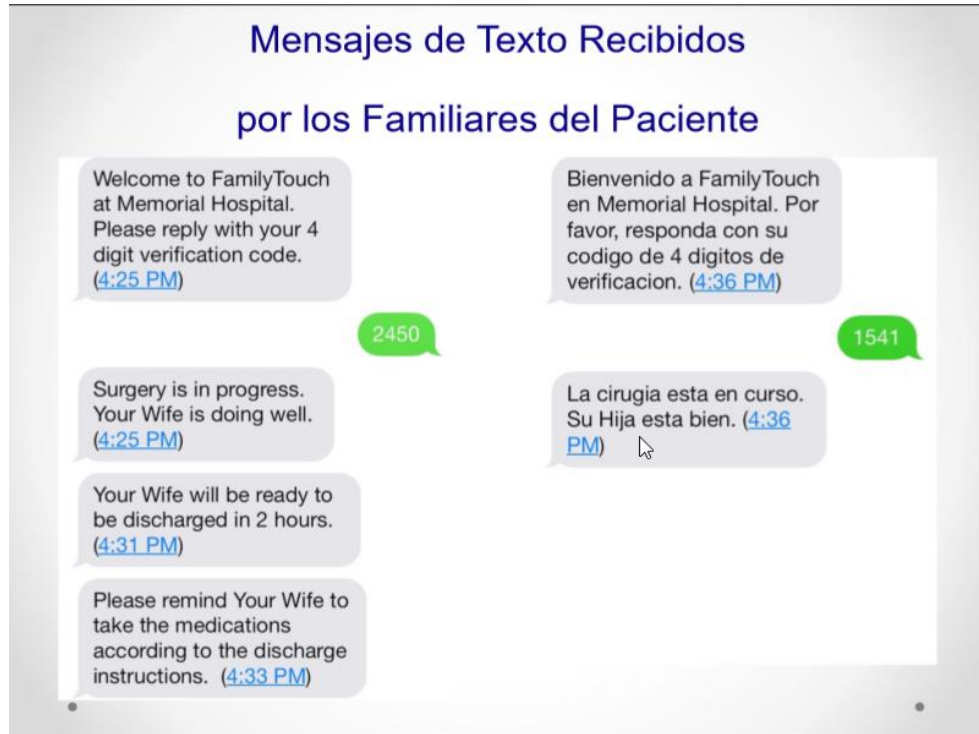 Mensajes de Texto Recibidos
por los Familiares del Paciente
Welcome to FamilyTouch
at Memorial Hospital.
Please reply with your 4
digit verification code.
(4:25 PM)
2450
Surgery is in progress.
Your Wife is doing well.
(4:25 PM)
Your Wife will be ready to
be discharged in 2 hours.
(4:31 PM)
Please remind Your Wife to
take the medications
according to the discharge
instructions. (4:33 PM)
Bienvenido a FamilyTouch
en Memorial Hospital. Por
favor, responda con su
codigo de 4 digitos de
verificacion. (4:36 PM)
1541
La cirugia esta en curso.
Su Hija esta bien. (4:36
PM)